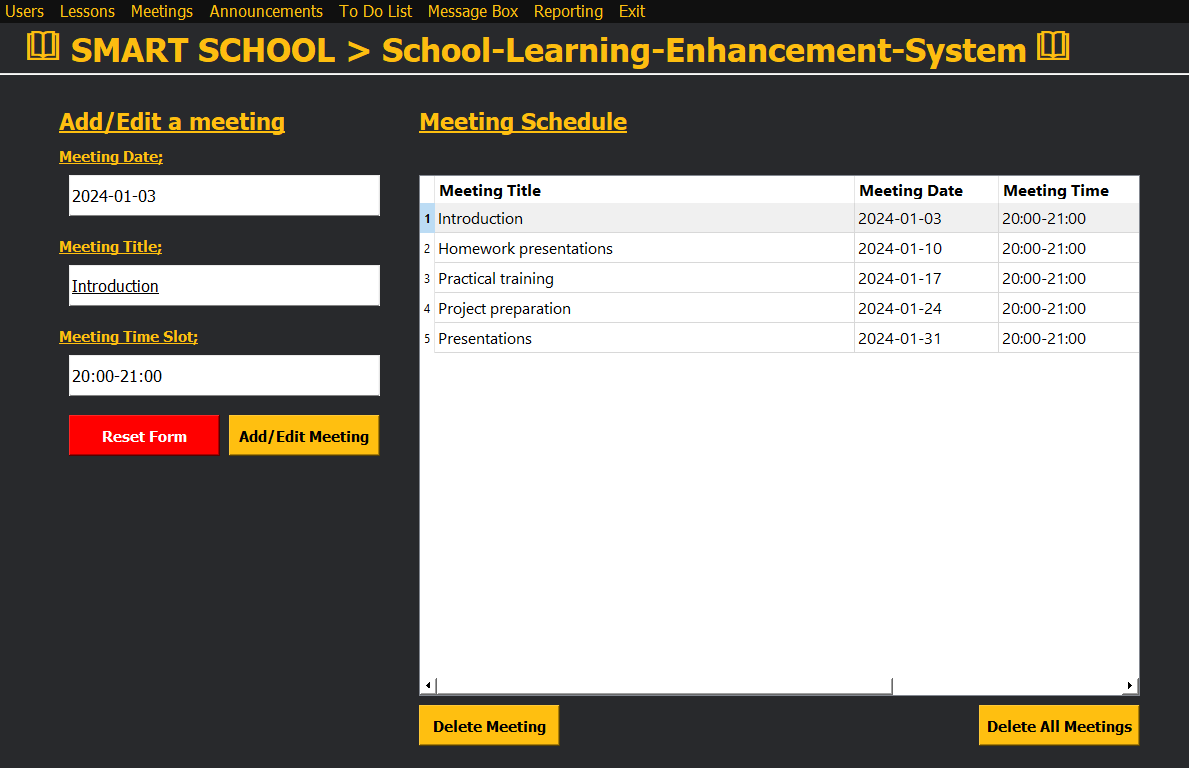 Users Lessons Meetings Announcements To Do List Message Box Reporting Exit
SMART SCHOOL > School-Learning-Enhancement-System
Add/Edit a meeting
Meeting Date;
2024-01-03
Meeting Title;
Introduction
Meeting Time Slot;
20:00-21:00
Reset Form Add/Edit Meeting
Meeting Schedule
Meeting Title Meeting Date Meeting Time
1 Introduction 2024-01-03 20:00-21:00
2 Homework presentations 2024-01-10 20:00-21:00
3 Practical training 2024-01-17 20:00-21:00
4 Project preparation 2024-01-24 20:00-21:00
5 Presentations 2024-01-31 20:00-21:00
Delete Meeting Delete All Meetings